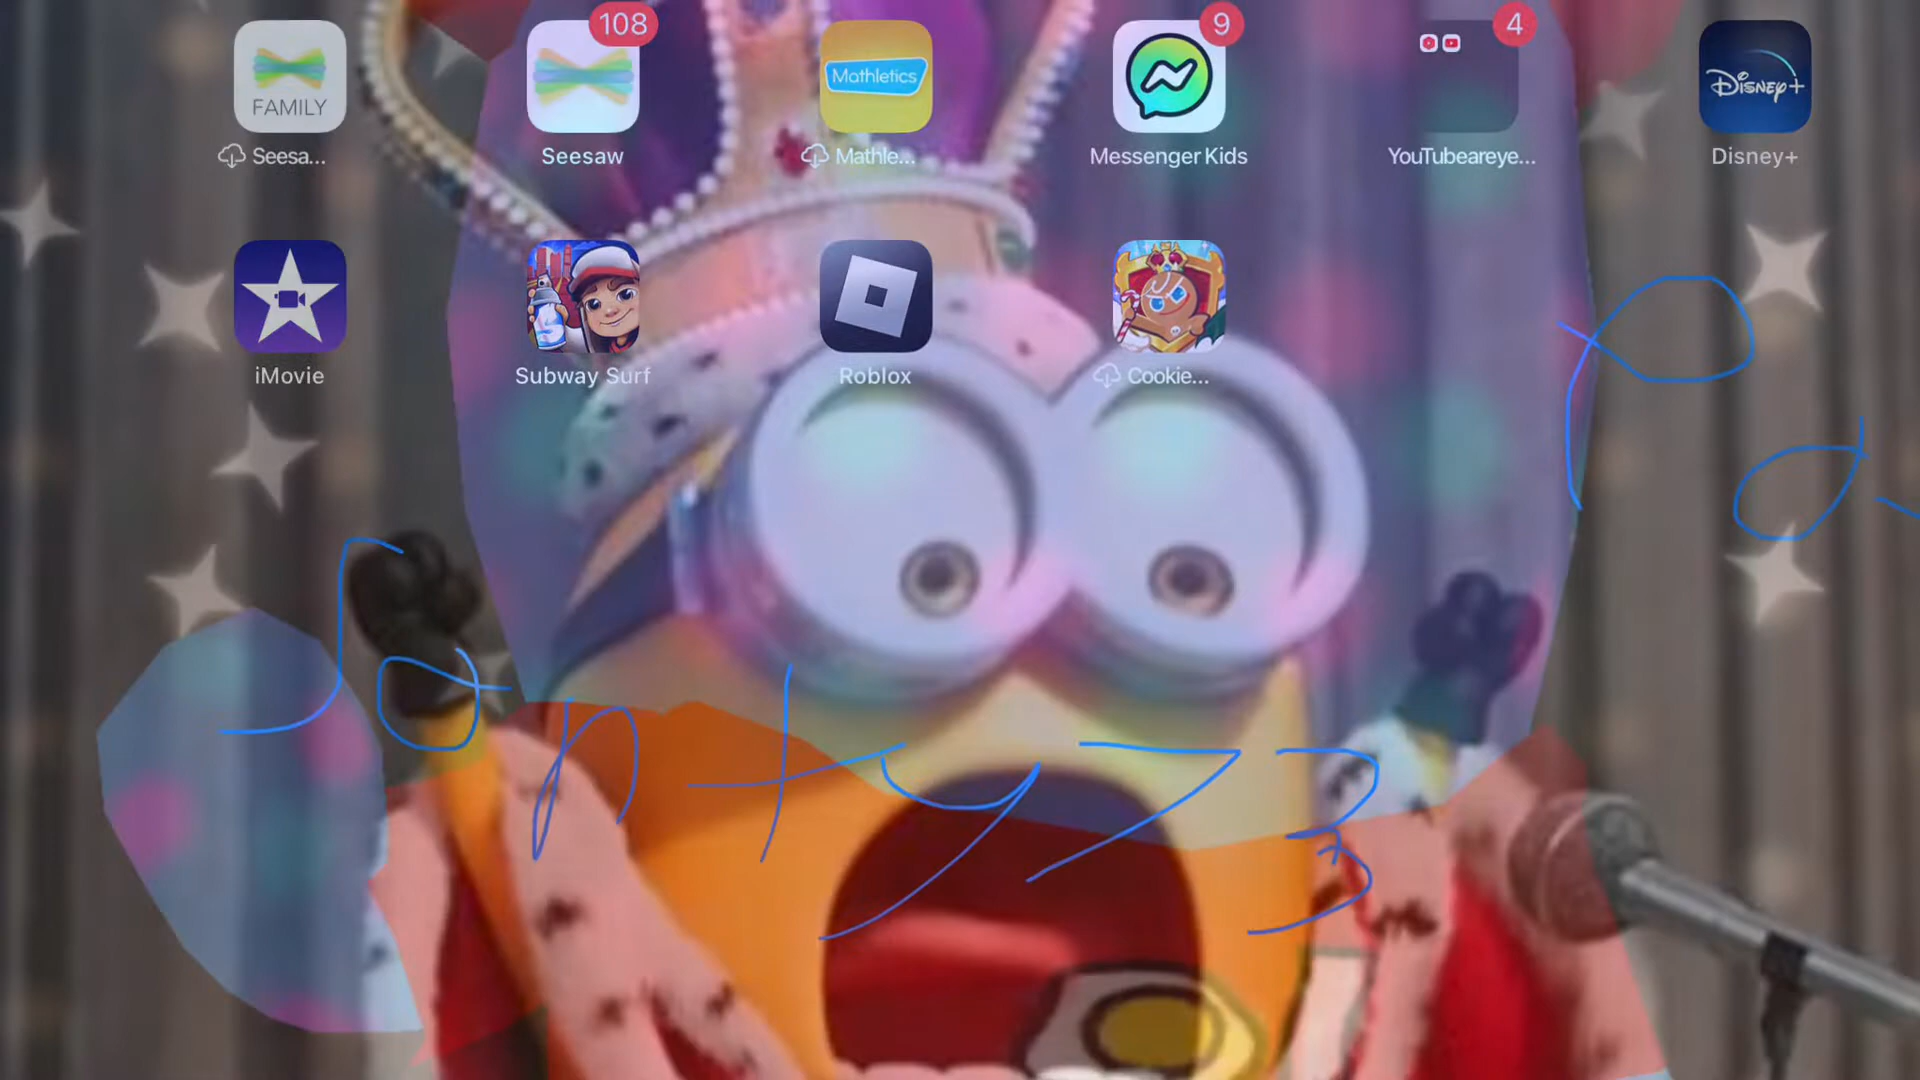 108 9 4
FAMILY Mathletics Disney+
Seesa... Seesaw Mathle... Messenger Kids YouTubeareye... Disney+
iMovie Subway Surf Roblox Cookie...